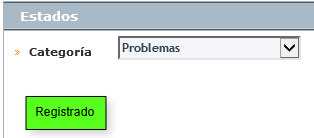 Estados
» Categoría Problemas
Registrado